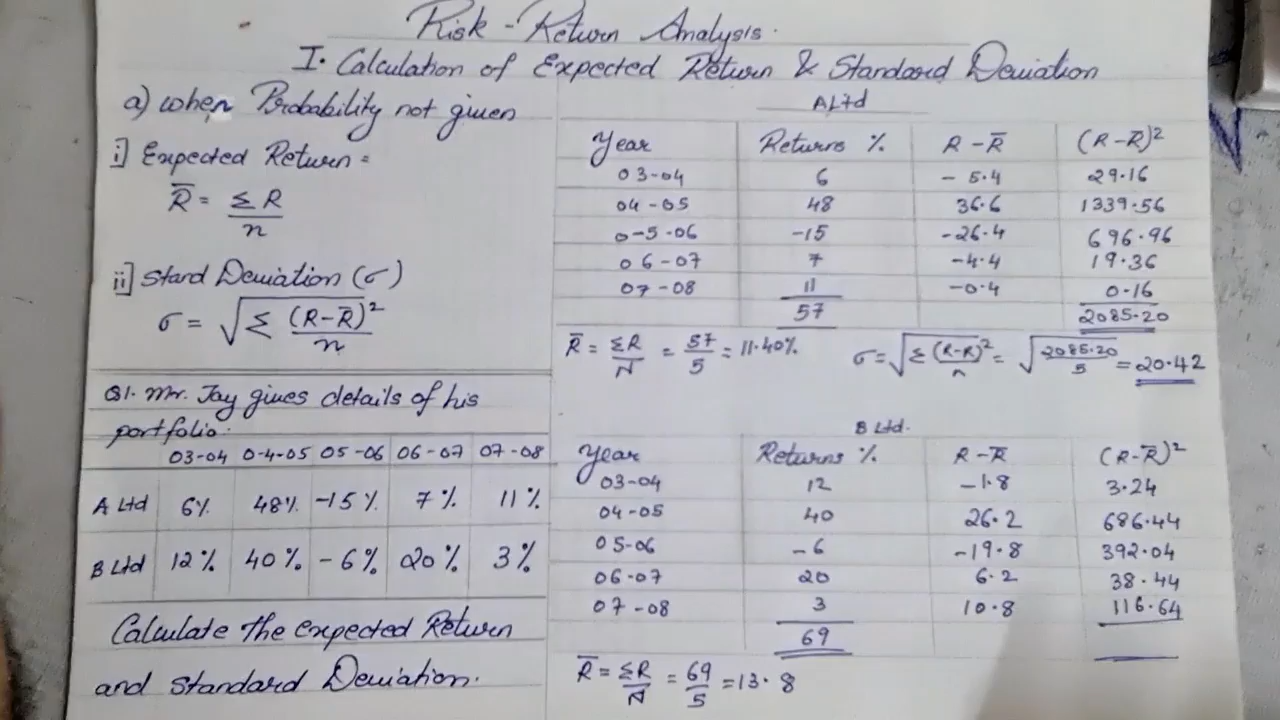 Risk - Return Analysis.
I. Calculation of Expected Return & Standard Deviation
a) when Probability not given
i] Expected Return =
R̅ = ΣR / n
ii] Stard Deviation (σ)
σ = √Σ (R-R̅)² / n
Q1. Mr. Jay gives details of his
portfolio.
03-04 0-4-05 05-06 06-07 07-08
A Ltd 6% 48% -15% 7% 11%
B Ltd 12% 40% -6% 20% 3%
Calculate the expected Return
and standard Deviation.
A Ltd
Year Returns % R-R̅ (R-R̅)²
03-04 6 -5.4 29.16
04-05 48 36.6 1339.56
0-5-06 -15 -26.4 696.96
06-07 7 -4.4 19.36
07-08 11 -0.4 0.16
57 2085.20
R̅ = ΣR / N = 57 / 5 = 11.40% σ = √Σ (R-R)² / n = √2085.20 / 5 = 20.42
B Ltd.
Year Returns % R-R̅ (R-R̅)²
03-04 12 -1.8 3.24
04-05 40 26.2 686.44
05-06 -6 -19.8 392.04
06-07 20 6.2 38.44
07-08 3 10.8 116.64
69
R̅ = ΣR / N = 69 / 5 = 13.8